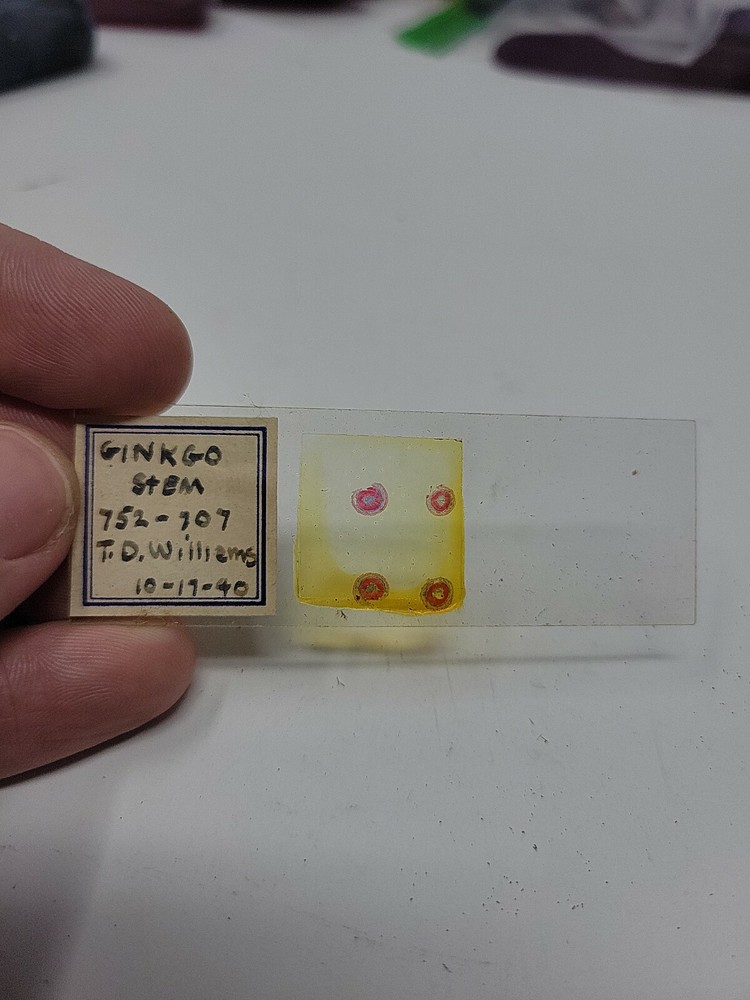 GINKGO
StEM
752-707
T.D.Williams
10-17-40